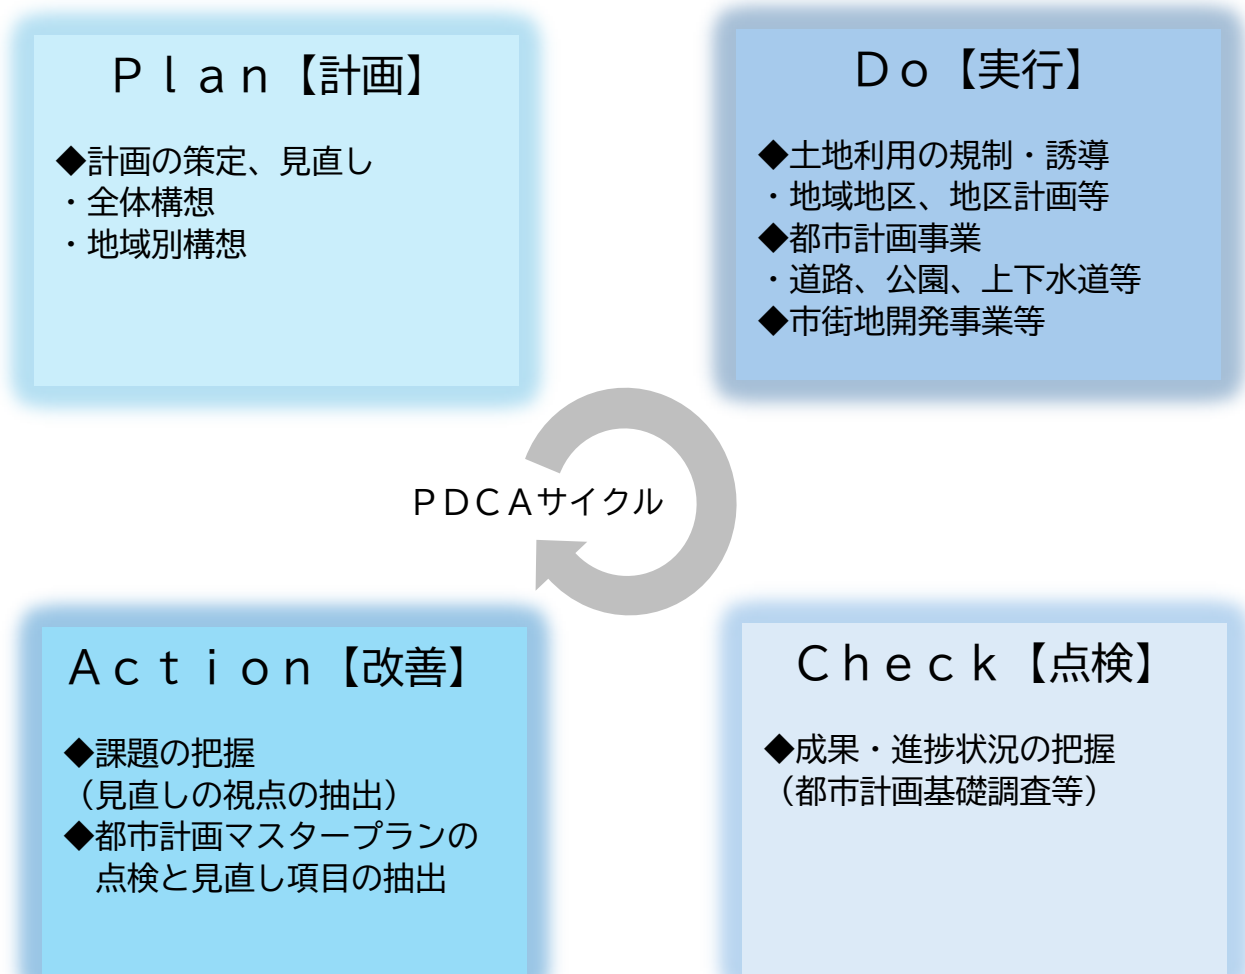 Ｐｌａｎ【計画】
◆計画の策定、見直し
・全体構想
・地域別構想
Ｄｏ【実行】
◆土地利用の規制・誘導
・地域地区、地区計画等
◆都市計画事業
・道路、公園、上下水道等
◆市街地開発事業等
ＰＤＣＡサイクル
Ａｃｔｉｏｎ【改善】
◆課題の把握
（見直しの視点の抽出）
◆都市計画マスタープランの
点検と見直し項目の抽出
Ｃｈｅｃｋ【点検】
◆成果・進捗状況の把握
（都市計画基礎調査等）